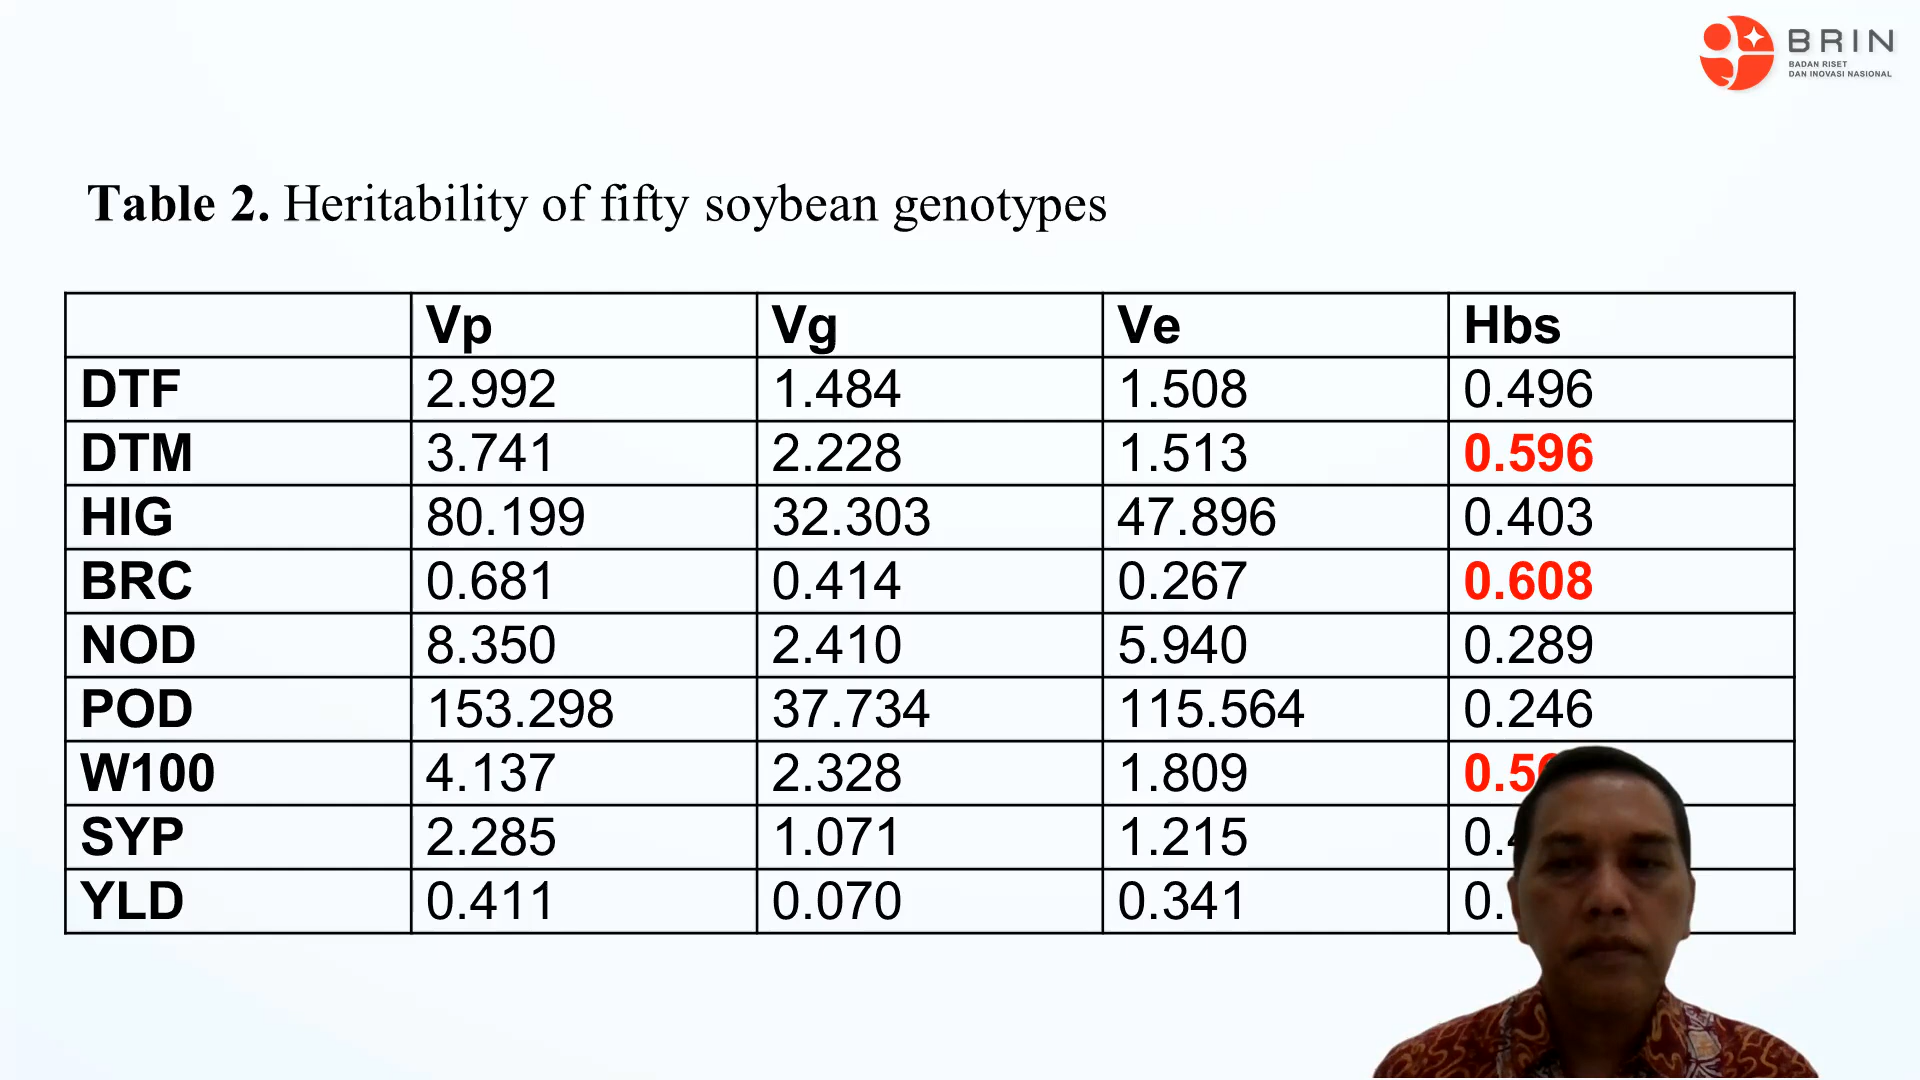 BRIN
BADAN RISET
DAN INOVASI NASIONAL
Table 2. Heritability of fifty soybean genotypes
Vp Vg Ve Hbs
DTF 2.992 1.484 1.508 0.496
DTM 3.741 2.228 1.513 0.596
HIG 80.199 32.303 47.896 0.403
BRC 0.681 0.414 0.267 0.608
NOD 8.350 2.410 5.940 0.289
POD 153.298 37.734 115.564 0.246
W100 4.137 2.328 1.809
SYP 2.285 1.071 1.215
YLD 0.411 0.070 0.341